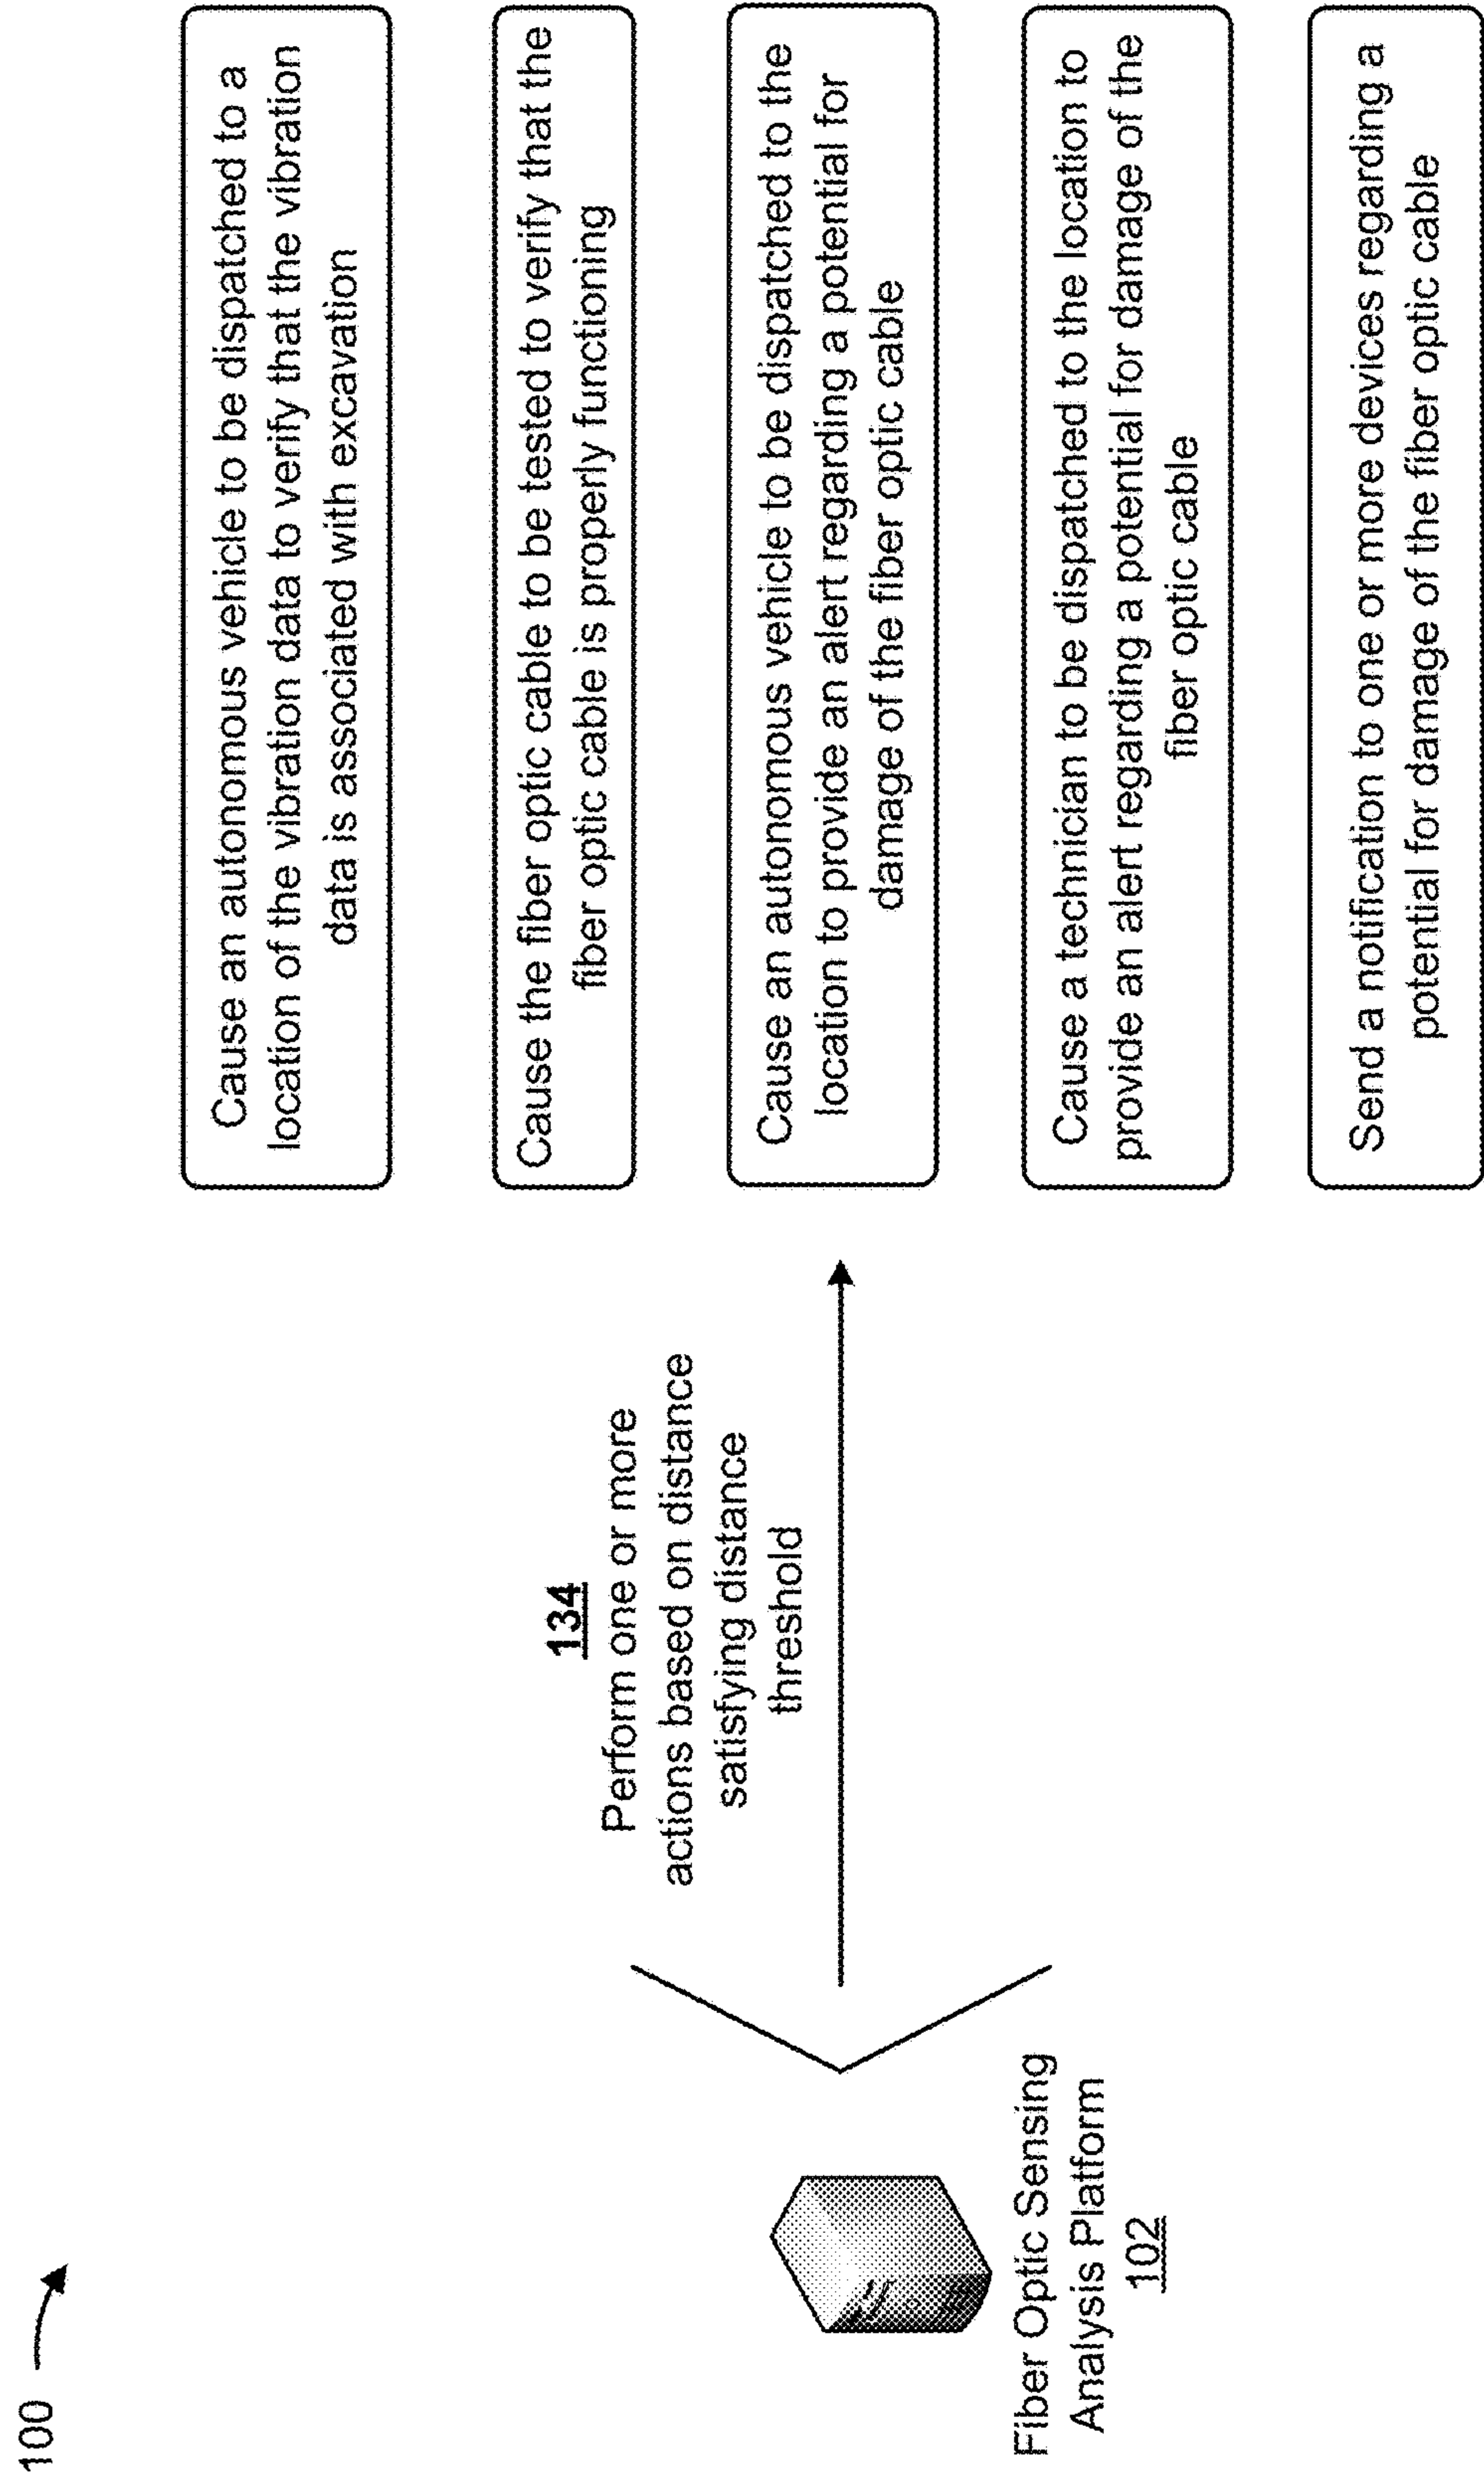 100
Fiber Optic Sensing
Analysis Platform
102
134
Perform one or more
actions based on distance
satisfying distance
threshold
Cause an autonomous vehicle to be dispatched to a
location of the vibration data to verify that the vibration
data is associated with excavation
Cause the fiber optic cable to be tested to verify that the
fiber optic cable is properly functioning
Cause an autonomous vehicle to be dispatched to the
location to provide an alert regarding a potential for
damage of the fiber optic cable
Cause a technician to be dispatched to the location to
provide an alert regarding a potential for damage of the
fiber optic cable
Send a notification to one or more devices regarding a
potential for damage of the fiber optic cable